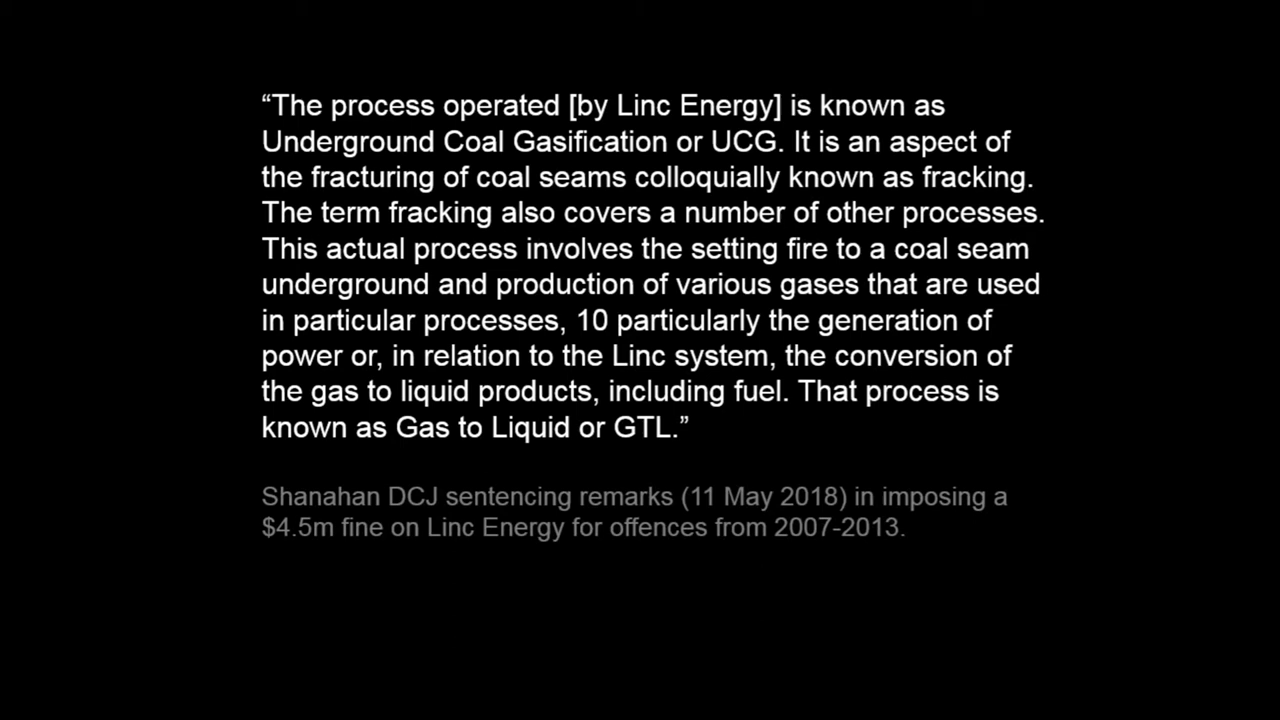 “The process operated [by Linc Energy] is known as
Underground Coal Gasification or UCG. It is an aspect of
the fracturing of coal seams colloquially known as fracking.
The term fracking also covers a number of other processes.
This actual process involves the setting fire to a coal seam
underground and production of various gases that are used
in particular processes, 10 particularly the generation of
power or, in relation to the Linc system, the conversion of
the gas to liquid products, including fuel. That process is
known as Gas to Liquid or GTL.”
Shanahan DCJ sentencing remarks (11 May 2018) in imposing a
$4.5m fine on Linc Energy for offences from 2007-2013.